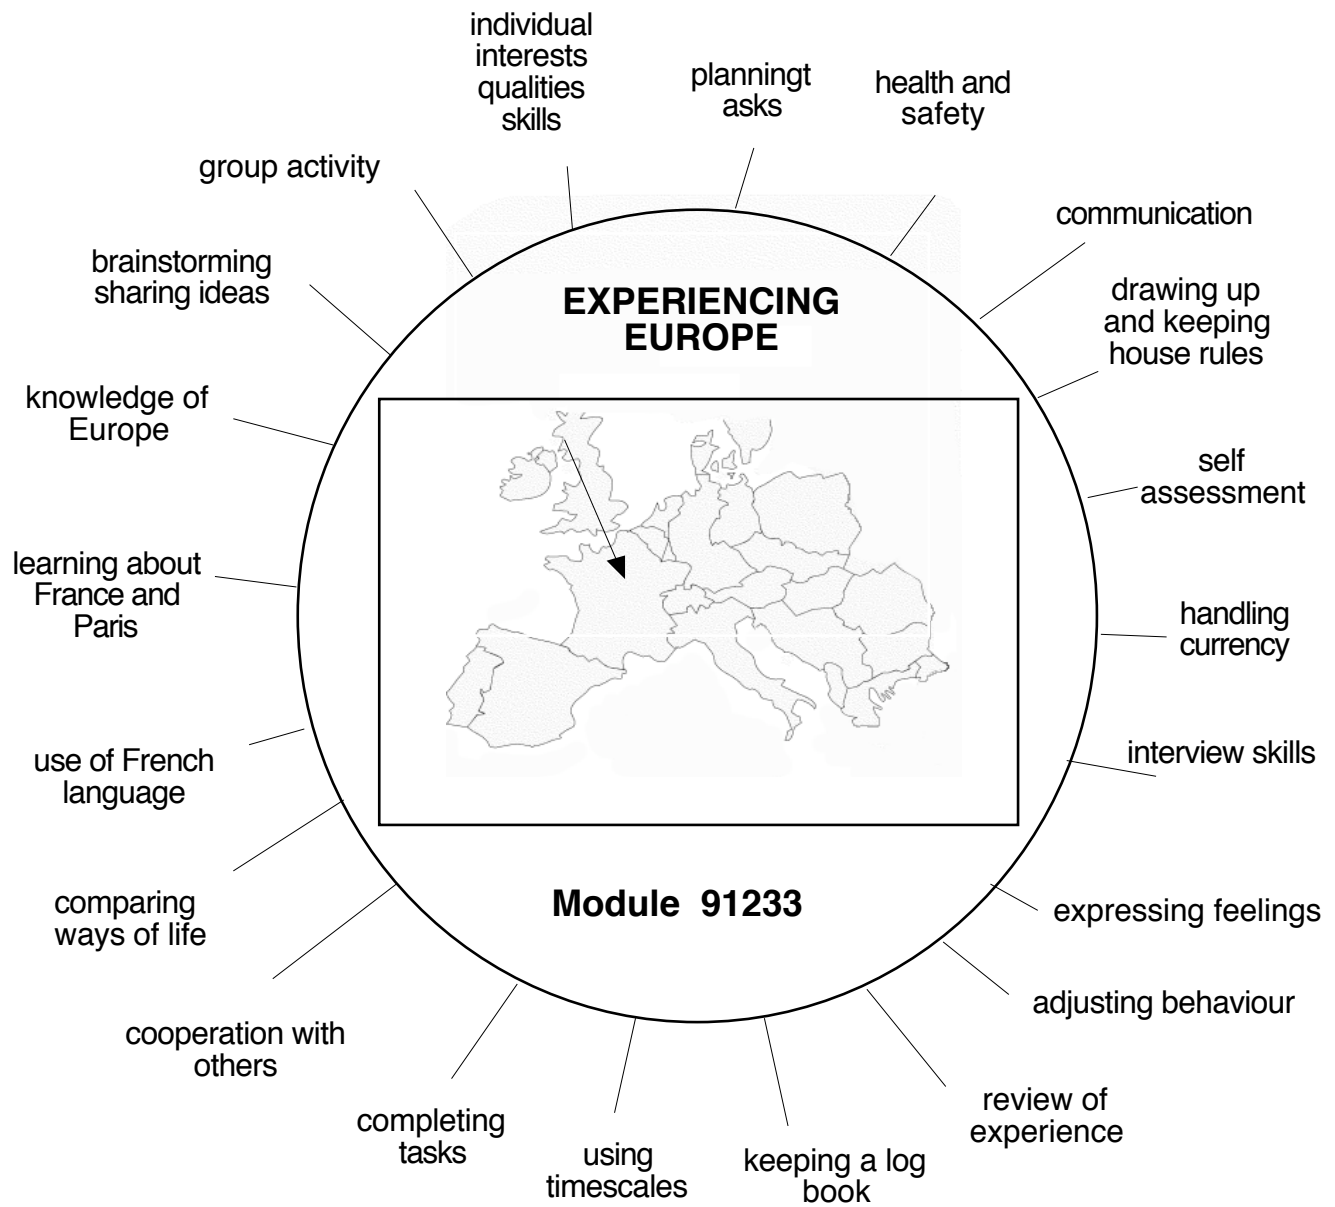 individual
interests
qualities
skills
planningt
asks
health and
safety
group activity
communication
brainstorming
sharing ideas
drawing up
and keeping
house rules
EXPERIENCING
EUROPE
knowledge of
Europe
self
assessment
learning about
France and
Paris
handling
currency
use of French
language
interview skills
comparing
ways of life
Module 91233
expressing feelings
adjusting behaviour
cooperation with
others
completing
tasks
using
timescales
keeping a log
book
review of
experience